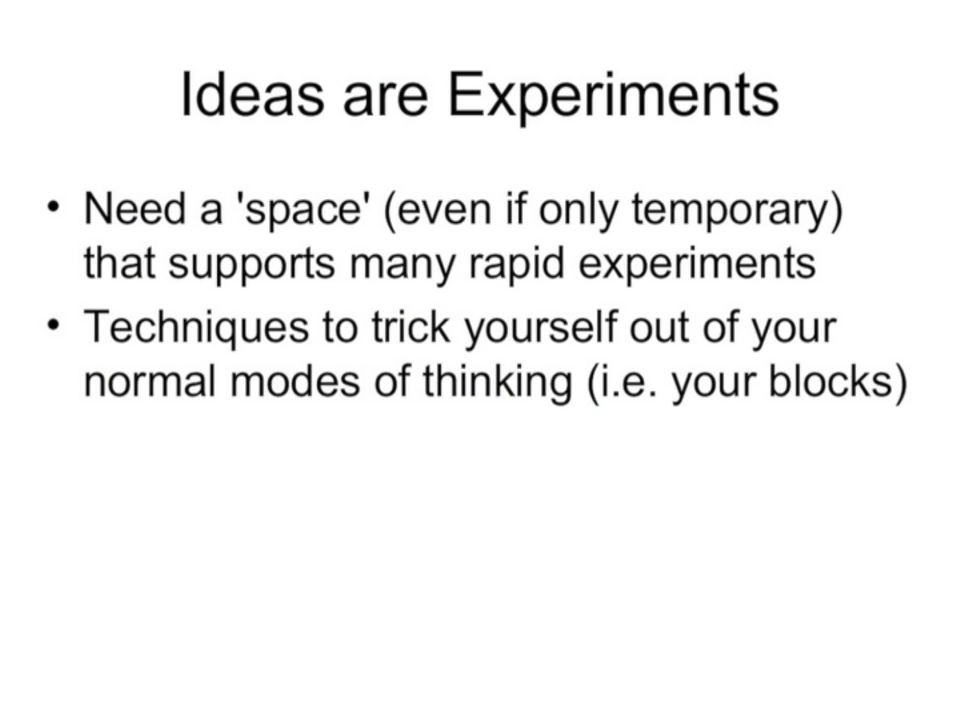 Ideas are Experiments
• Need a 'space' (even if only temporary)
that supports many rapid experiments
• Techniques to trick yourself out of your
normal modes of thinking (i.e. your blocks)